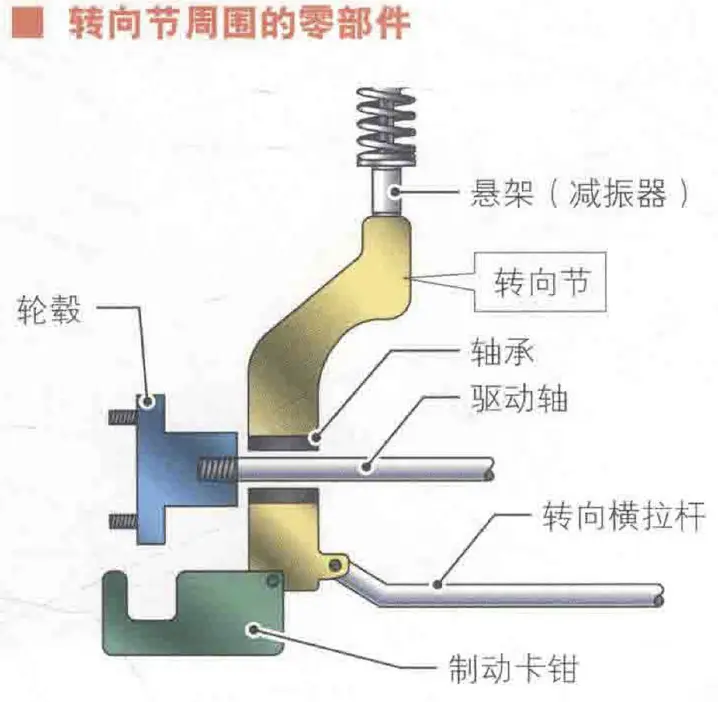 转向节周围的零部件
悬架（减振器）
转向节
轮毂
轴承
驱动轴
转向横拉杆
制动卡钳